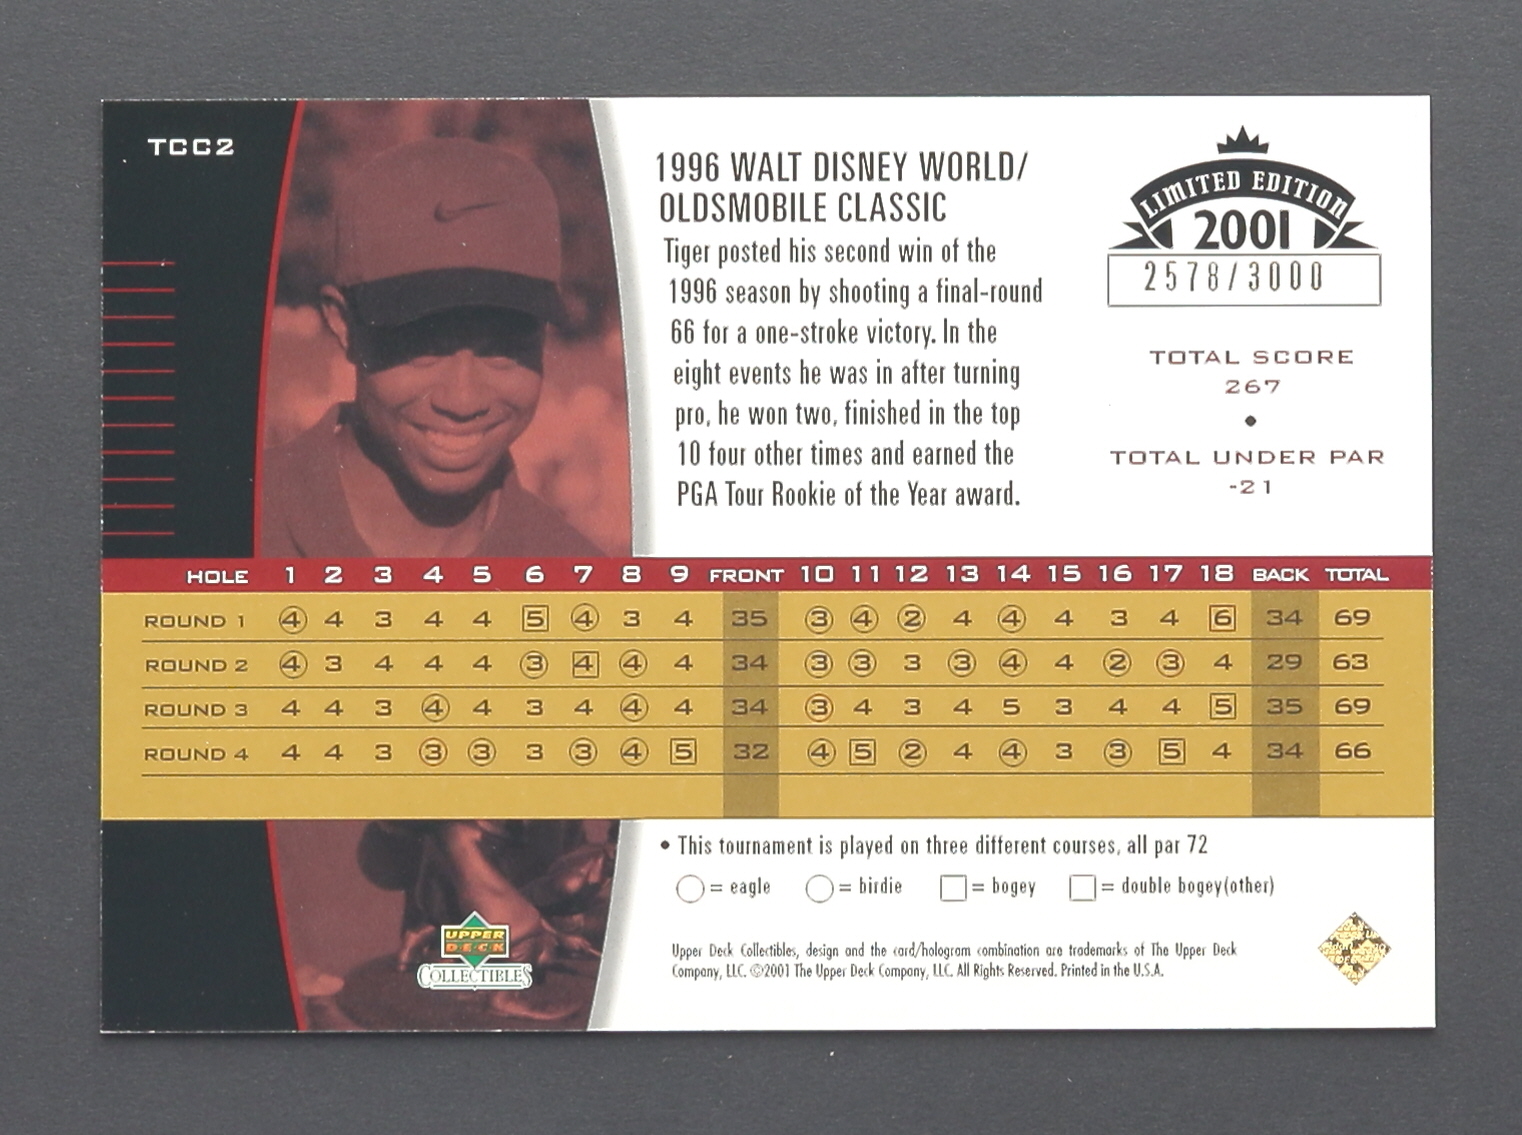 TCC2
1996 WALT DISNEY WORLD/
OLDSMOBILE CLASSIC
Tiger posted his second win of the
1996 season by shooting a final-round
66 for a one-stroke victory. In the
eight events he was in after turning
pro, he won two, finished in the top
10 four other times and earned the
PGA Tour Rookie of the Year award.
LIMITED EDITION
2001
2578/3000
TOTAL SCORE
267
•
TOTAL UNDER PAR
-21
HOLE 1 2 3 4 5 6 7 8 9 FRONT 10 11 12 13 14 15 16 17 18 BACK TOTAL
ROUND 1 4 4 3 4 4 5 4 3 4 35 3 4 2 4 4 4 3 4 6 34 69
ROUND 2 4 3 4 4 4 3 4 4 4 34 3 3 3 3 4 4 2 3 4 29 63
ROUND 3 4 4 3 4 4 3 4 4 4 34 3 4 3 4 5 3 4 4 5 35 69
ROUND 4 4 4 3 3 3 3 3 4 5 32 4 5 2 4 4 3 3 5 4 34 66
• This tournament is played on three different courses, all par 72
= eagle = birdie = bogey = double bogey(other)
UPPER
DECK
COLLECTIBLES
Upper Deck Collectibles, design and the card/hologram combination are trademarks of The Upper Deck
Company, LLC. ©2001 The Upper Deck Company, LLC. All Rights Reserved. Printed in the U.S.A.